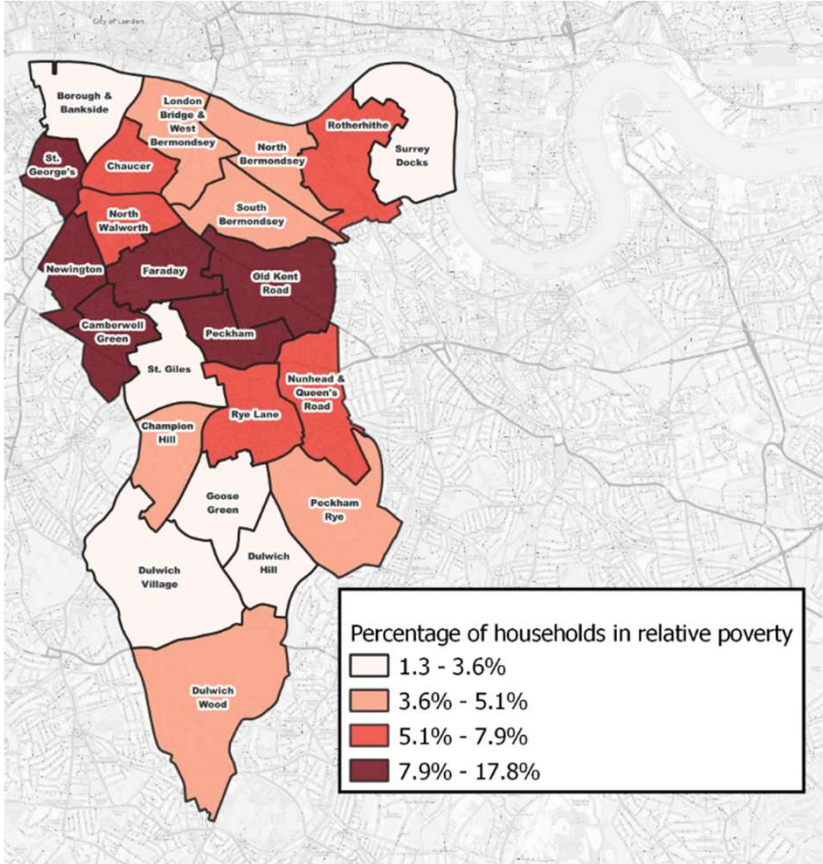 City of London
Borough &
Bankside
London
Bridge &
West
Bermondsey
North
Bermondsey
Rotherhithe
Surrey
Docks
St.
George's
Chaucer
North
Walworth
South
Bermondsey
Newington
Faraday
Old Kent
Road
Camberwell
Green
Peckham
St. Giles
Nunhead &
Queen's
Road
Rye Lane
Champion
Hill
Goose
Green
Peckham
Rye
Dulwich
Village
Dulwich
Hill
Dulwich
Wood
Percentage of households in relative poverty
1.3 - 3.6%
3.6% - 5.1%
5.1% - 7.9%
7.9% - 17.8%